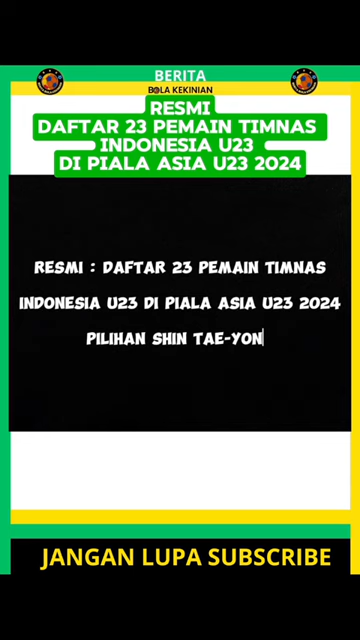 BERITA
BOLA KEKINIAN
RESMI
DAFTAR 23 PEMAIN TIMNAS
INDONESIA U23
DI PIALA ASIA U23 2024
RESMI : DAFTAR 23 PEMAIN TIMNAS
INDONESIA U23 DI PIALA ASIA U23 2024
PILIHAN SHIN TAE-YON
JANGAN LUPA SUBSCRIBE